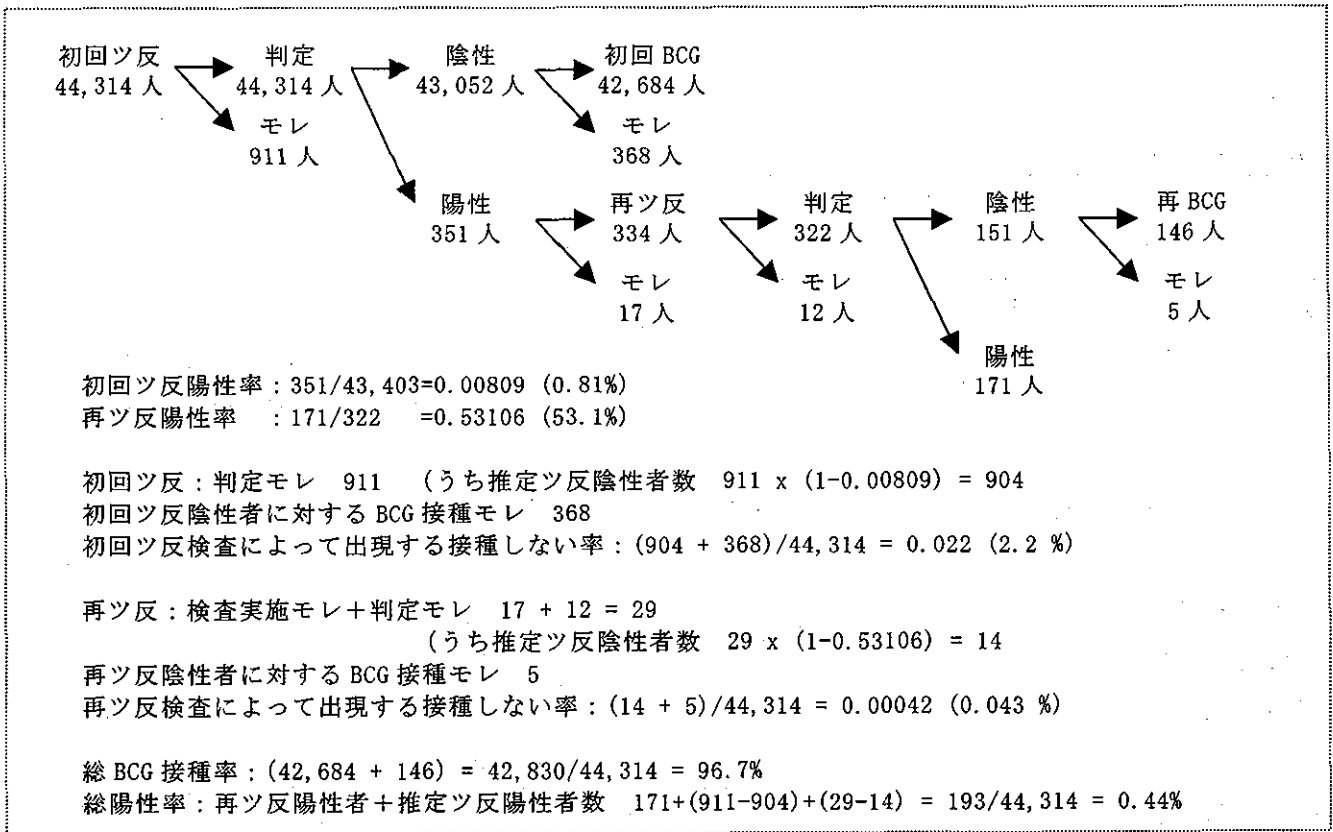 初回ツ反 判定 陰性 初回 BCG
44,314 人 44,314 人 43,052 人 42,684 人
モレ モレ
911 人 368 人
陽性 再ツ反 判定 陰性 再 BCG
351 人 334 人 322 人 151 人 146 人
モレ モレ モレ
17 人 12 人 5 人
陽性
171 人
初回ツ反陽性率：351/43,403=0.00809 (0.81%)
再ツ反陽性率 ：171/322 =0.53106 (53.1%)
初回ツ反：判定モレ 911 （うち推定ツ反陰性者数 911 x (1-0.00809) = 904
初回ツ反陰性者に対する BCG 接種モレ 368
初回ツ反検査によって出現する接種しない率：(904 + 368)/44,314 = 0.022 (2.2 %)
再ツ反：検査実施モレ＋判定モレ 17 + 12 = 29
（うち推定ツ反陰性者数 29 x (1-0.53106) = 14
再ツ反陰性者に対する BCG 接種モレ 5
再ツ反検査によって出現する接種しない率：(14 + 5)/44,314 = 0.00042 (0.043 %)
総 BCG 接種率：(42,684 + 146) = 42,830/44,314 = 96.7%
総陽性率：再ツ反陽性者＋推定ツ反陽性者数 171+(911-904)+(29-14) = 193/44,314 = 0.44%